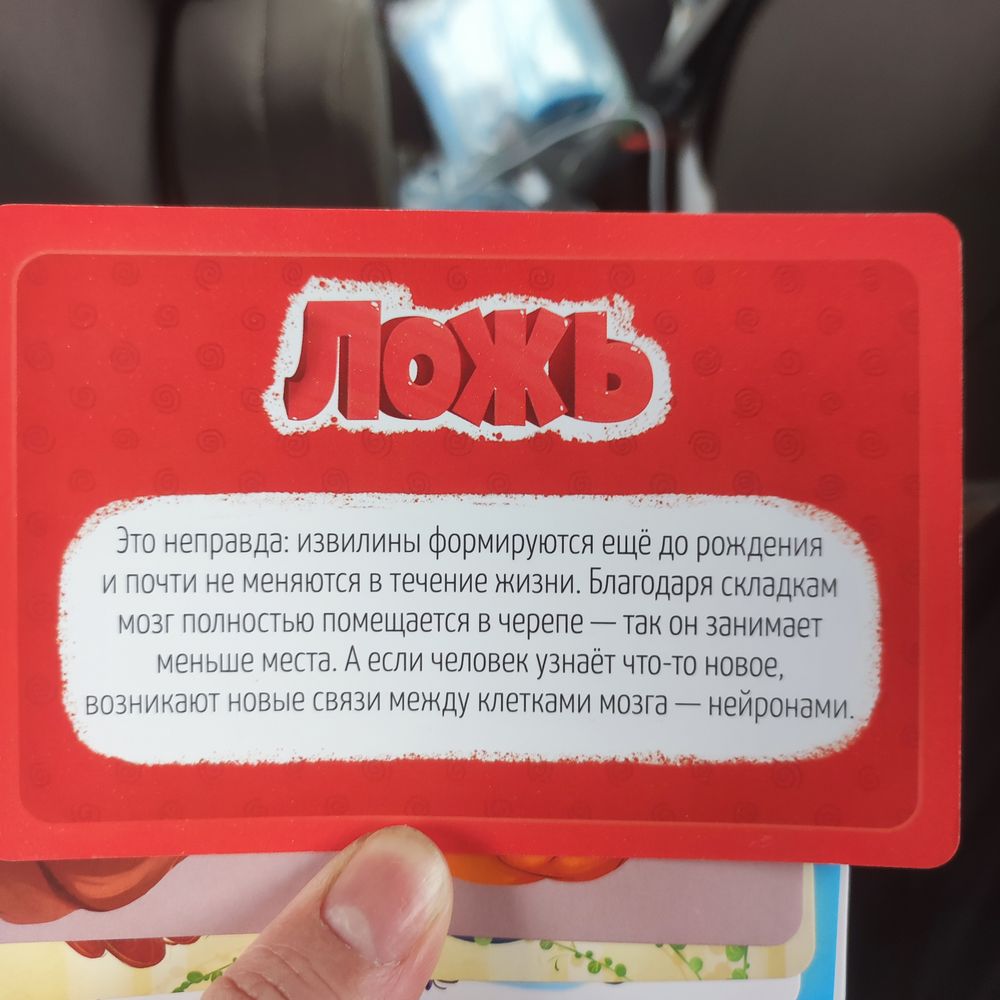 Ложь
Это неправда: извилины формируются ещё до рождения
и почти не меняются в течение жизни. Благодаря складкам
мозг полностью помещается в черепе — так он занимает
меньше места. А если человек узнаёт что-то новое,
возникают новые связи между клетками мозга — нейронами.